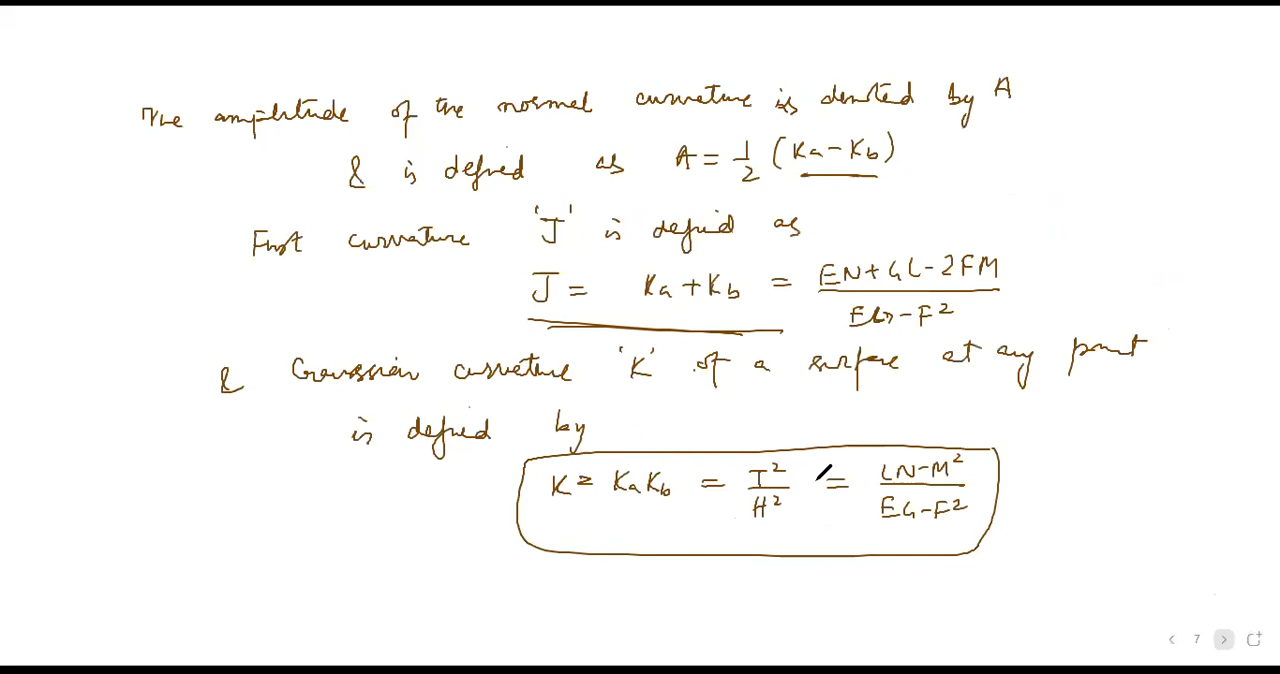 The amplitude of the normal curvature is denoted by A
& is defined as A = 1/2 (Ka - Kb)
First curvature 'J' is defined as
J = Ka + Kb = (EN + GL - 2FM)/(EG - F²)
& Gaussian curvature 'K' of a surface at any point
is defined by
K = KaKb = T²/H² = (LN - M²)/(EG - F²)
7